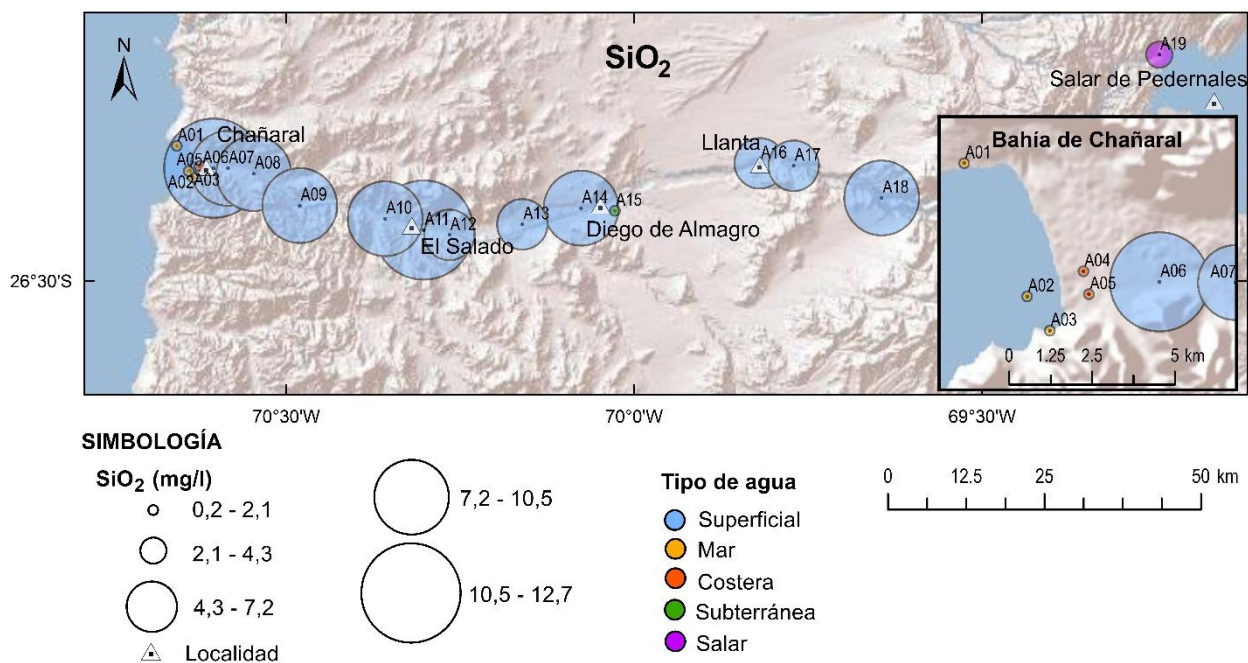 N
SiO₂
A19
Salar de Pedernales
A01
Chañaral
A05
A06
A07
A08
A02
A03
A09
A10
A11
A12
El Salado
A13
A14
A15
Diego de Almagro
Llanta
A16
A17
A18
Bahía de Chañaral
A01
A04
A02
A05
A06
A07
A03
0 1.25 2.5 5 km
26°30'S
70°30'W
70°0'W
69°30'W
SIMBOLOGÍA
SiO₂ (mg/l)
0,2 - 2,1
2,1 - 4,3
4,3 - 7,2
Localidad
7,2 - 10,5
10,5 - 12,7
Tipo de agua
Superficial
Mar
Costera
Subterránea
Salar
0 12.5 25 50 km